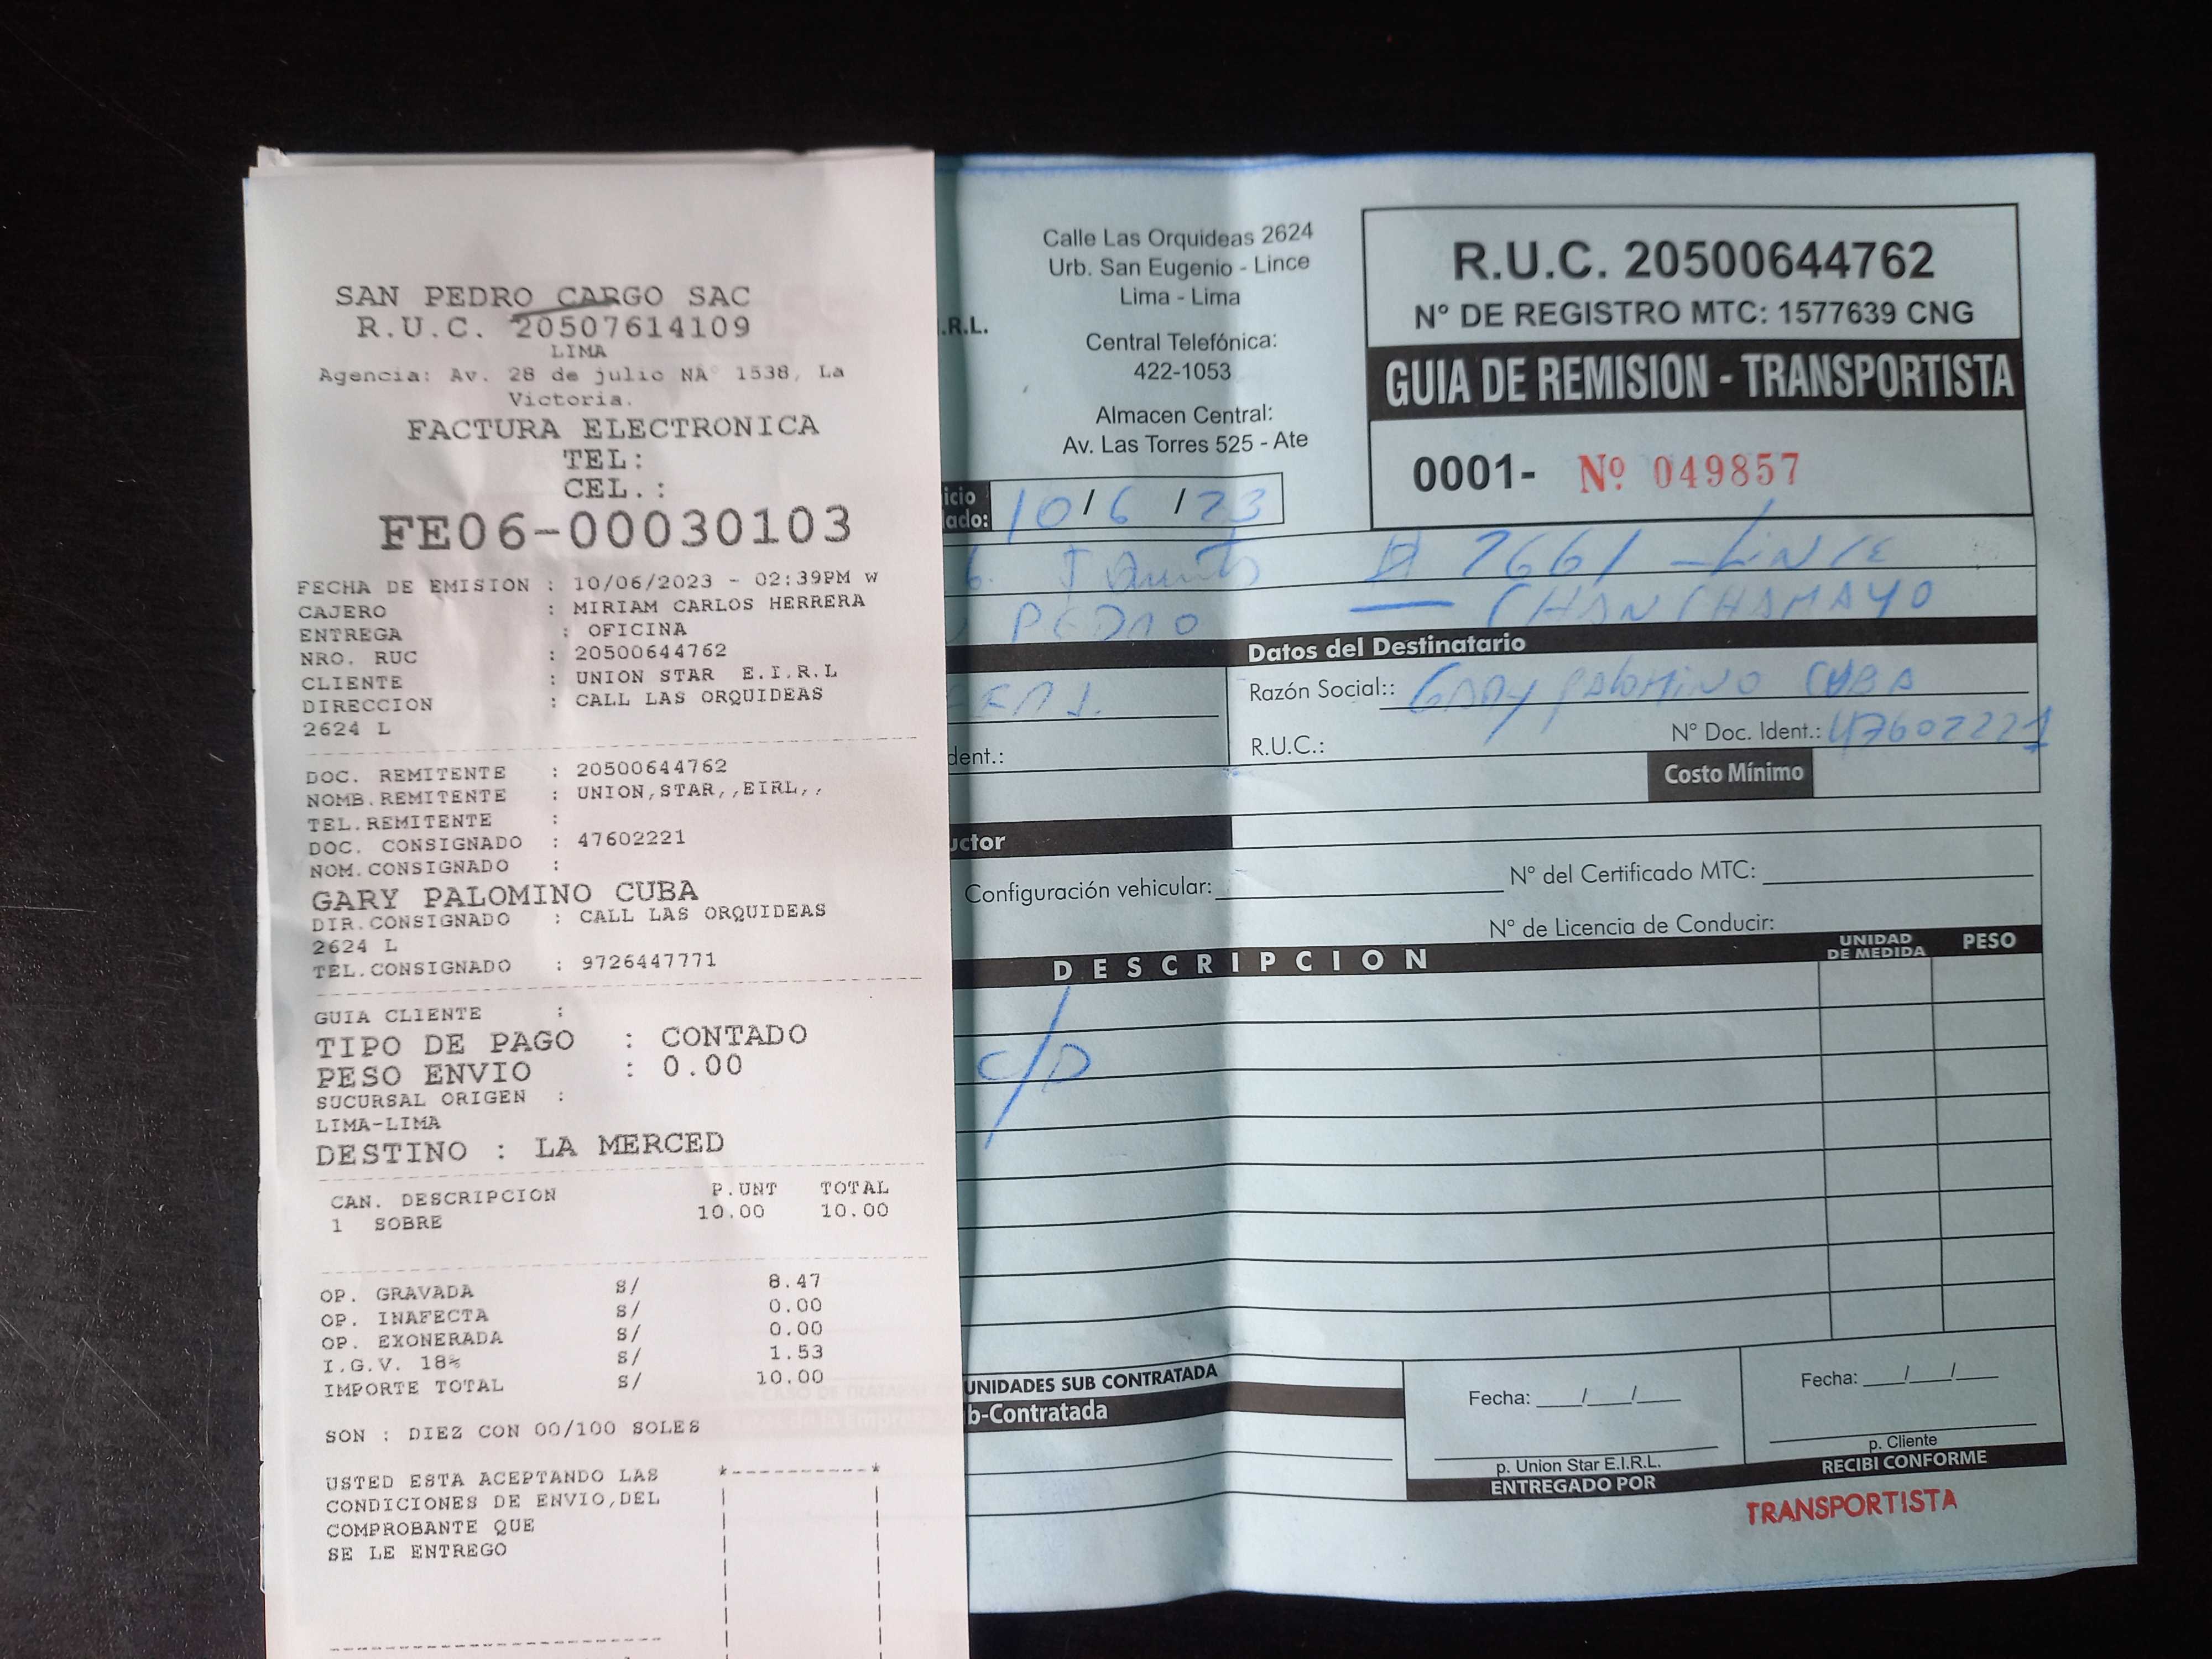 SAN PEDRO CARGO SAC
R.U.C. 20507614109
LIMA
Agencia: Av. 28 de julio NA° 1538, La
Victoria.
FACTURA ELECTRONICA
TEL:
CEL.:
FE06-00030103
FECHA DE EMISION : 10/06/2023 - 02:39PM W
CAJERO : MIRIAM CARLOS HERRERA
ENTREGA : OFICINA
NRO. RUC : 20500644762
CLIENTE : UNION STAR E.I.R.L
DIRECCION : CALL LAS ORQUIDEAS
2624 L
DOC. REMITENTE : 20500644762
NOMB.REMITENTE : UNION,STAR,,EIRL,,
TEL.REMITENTE :
DOC. CONSIGNADO : 47602221
NOM.CONSIGNADO :
GARY PALOMINO CUBA
DIR.CONSIGNADO : CALL LAS ORQUIDEAS
2624 L
TEL.CONSIGNADO : 9726447771
GUIA CLIENTE :
TIPO DE PAGO : CONTADO
PESO ENVIO : 0.00
SUCURSAL ORIGEN :
LIMA-LIMA
DESTINO : LA MERCED
CAN. DESCRIPCION P.UNT TOTAL
1 SOBRE 10.00 10.00
OP. GRAVADA S/ 8.47
OP. INAFECTA S/ 0.00
OP. EXONERADA S/ 0.00
I.G.V. 18% S/ 1.53
IMPORTE TOTAL S/ 10.00
SON : DIEZ CON 00/100 SOLES
USTED ESTA ACEPTANDO LAS
CONDICIONES DE ENVIO,DEL
COMPROBANTE QUE
SE LE ENTREGO
.R.L.
Calle Las Orquideas 2624
Urb. San Eugenio - Lince
Lima - Lima
Central Telefónica:
422-1053
Almacen Central:
Av. Las Torres 525 - Ate
R.U.C. 20500644762
N° DE REGISTRO MTC: 1577639 CNG
GUIA DE REMISION - TRANSPORTISTA
0001- Nº 049857
icio
ado: 10/6/23
# 2661 - LINCE
PEDRO — CHANCHAMAYO
Datos del Destinatario
Razón Social:: GARY PALOMINO CUBA
R.U.C.: N° Doc. Ident.: 47602221
dent.:
Costo Mínimo
uctor
Configuración vehicular: N° del Certificado MTC:
N° de Licencia de Conducir:
DESCRIPCION UNIDAD DE MEDIDA PESO
C/D
UNIDADES SUB CONTRATADA
b-Contratada
Fecha: / /
p. Union Star E.I.R.L.
ENTREGADO POR
Fecha: / /
p. Cliente
RECIBI CONFORME
TRANSPORTISTA